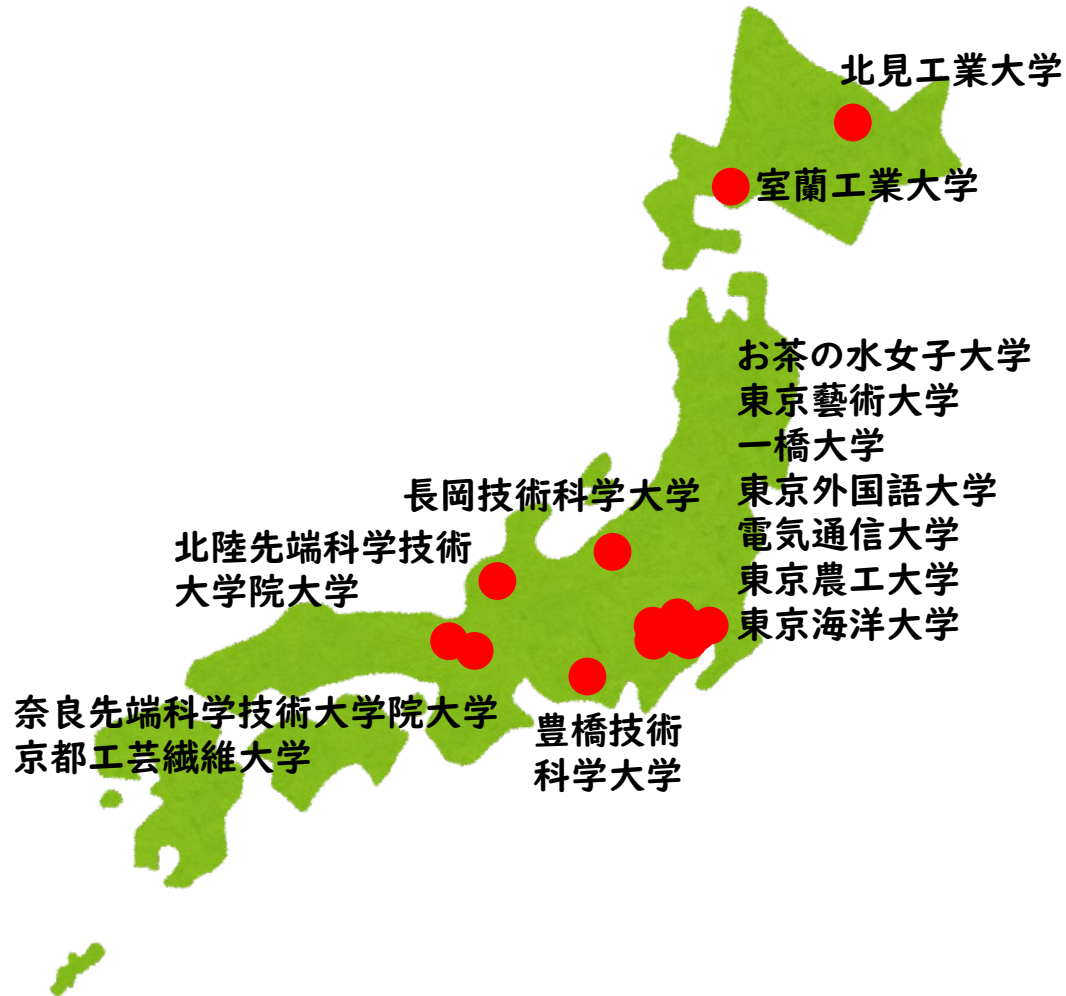 北見工業大学
室蘭工業大学
お茶の水女子大学
東京藝術大学
一橋大学
東京外国語大学
電気通信大学
東京農工大学
東京海洋大学
長岡技術科学大学
北陸先端科学技術
大学院大学
奈良先端科学技術大学院大学
京都工芸繊維大学
豊橋技術
科学大学